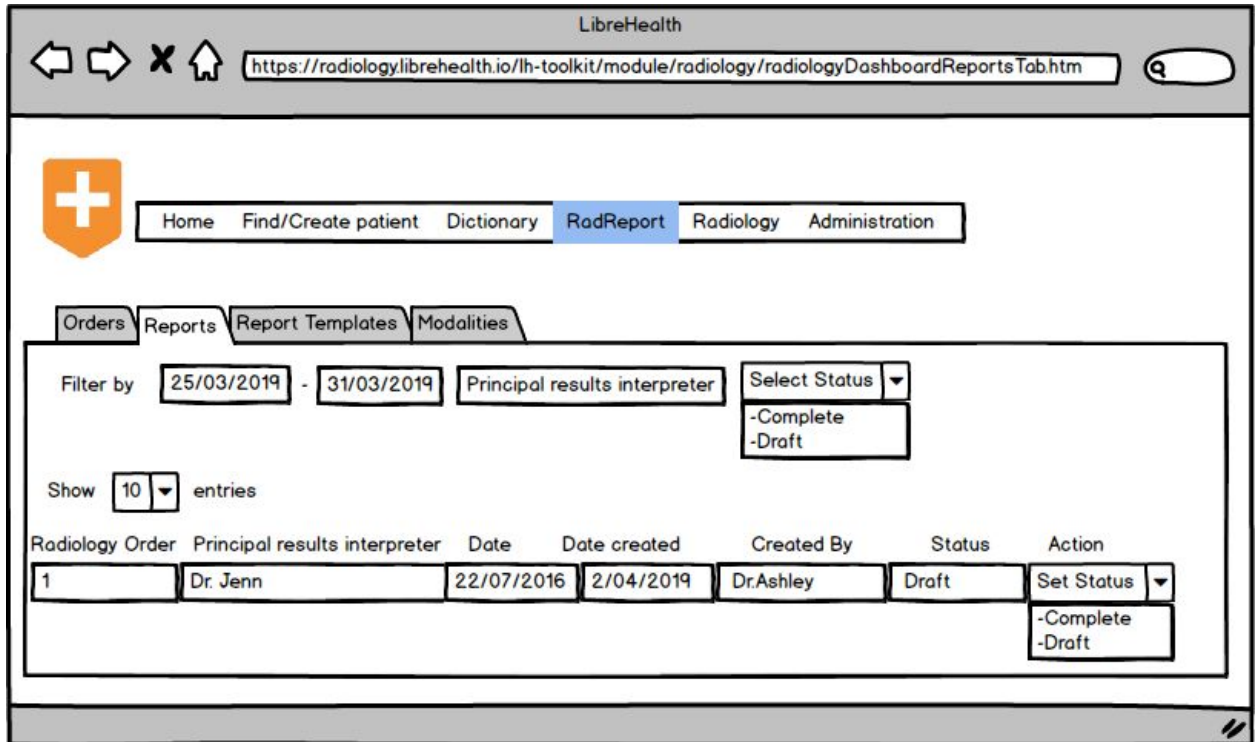 LibreHealth
https://radiology.librehealth.io/lh-toolkit/module/radiology/radiologyDashboardReportsTab.htm
Home Find/Create patient Dictionary RadReport Radiology Administration
Orders Reports Report Templates Modalities
Filter by 25/03/2019 - 31/03/2019 Principal results interpreter Select Status
-Complete
-Draft
Show 10 entries
Radiology Order Principal results interpreter Date Date created Created By Status Action
1 Dr. Jenn 22/07/2016 2/04/2019 Dr.Ashley Draft Set Status
-Complete
-Draft